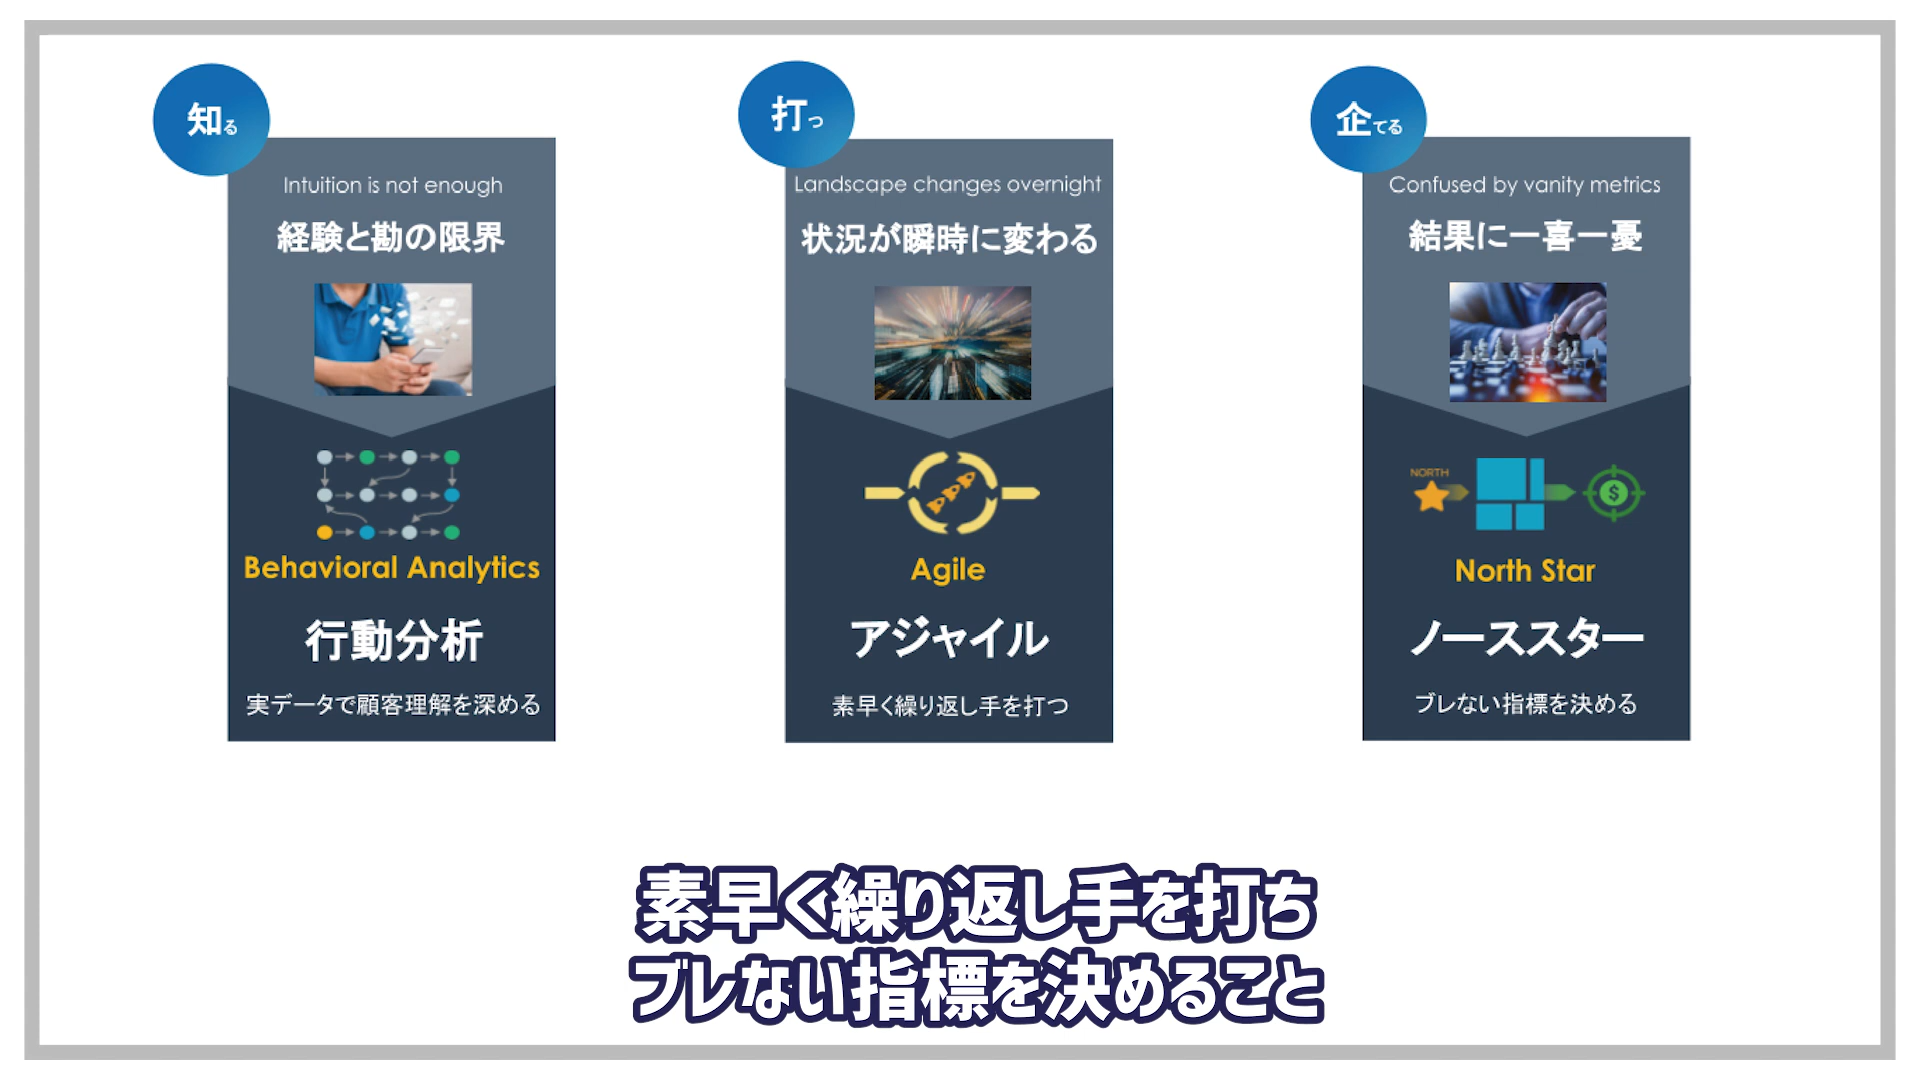 知る
Intuition is not enough
経験と勘の限界
Behavioral Analytics
行動分析
実データで顧客理解を深める
打つ
Landscape changes overnight
状況が瞬時に変わる
Agile
アジャイル
素早く繰り返し手を打つ
企てる
Confused by vanity metrics
結果に一喜一憂
NORTH
$
North Star
ノーススター
ブレない指標を決める
素早く繰り返し手を打ち
ブレない指標を決めること